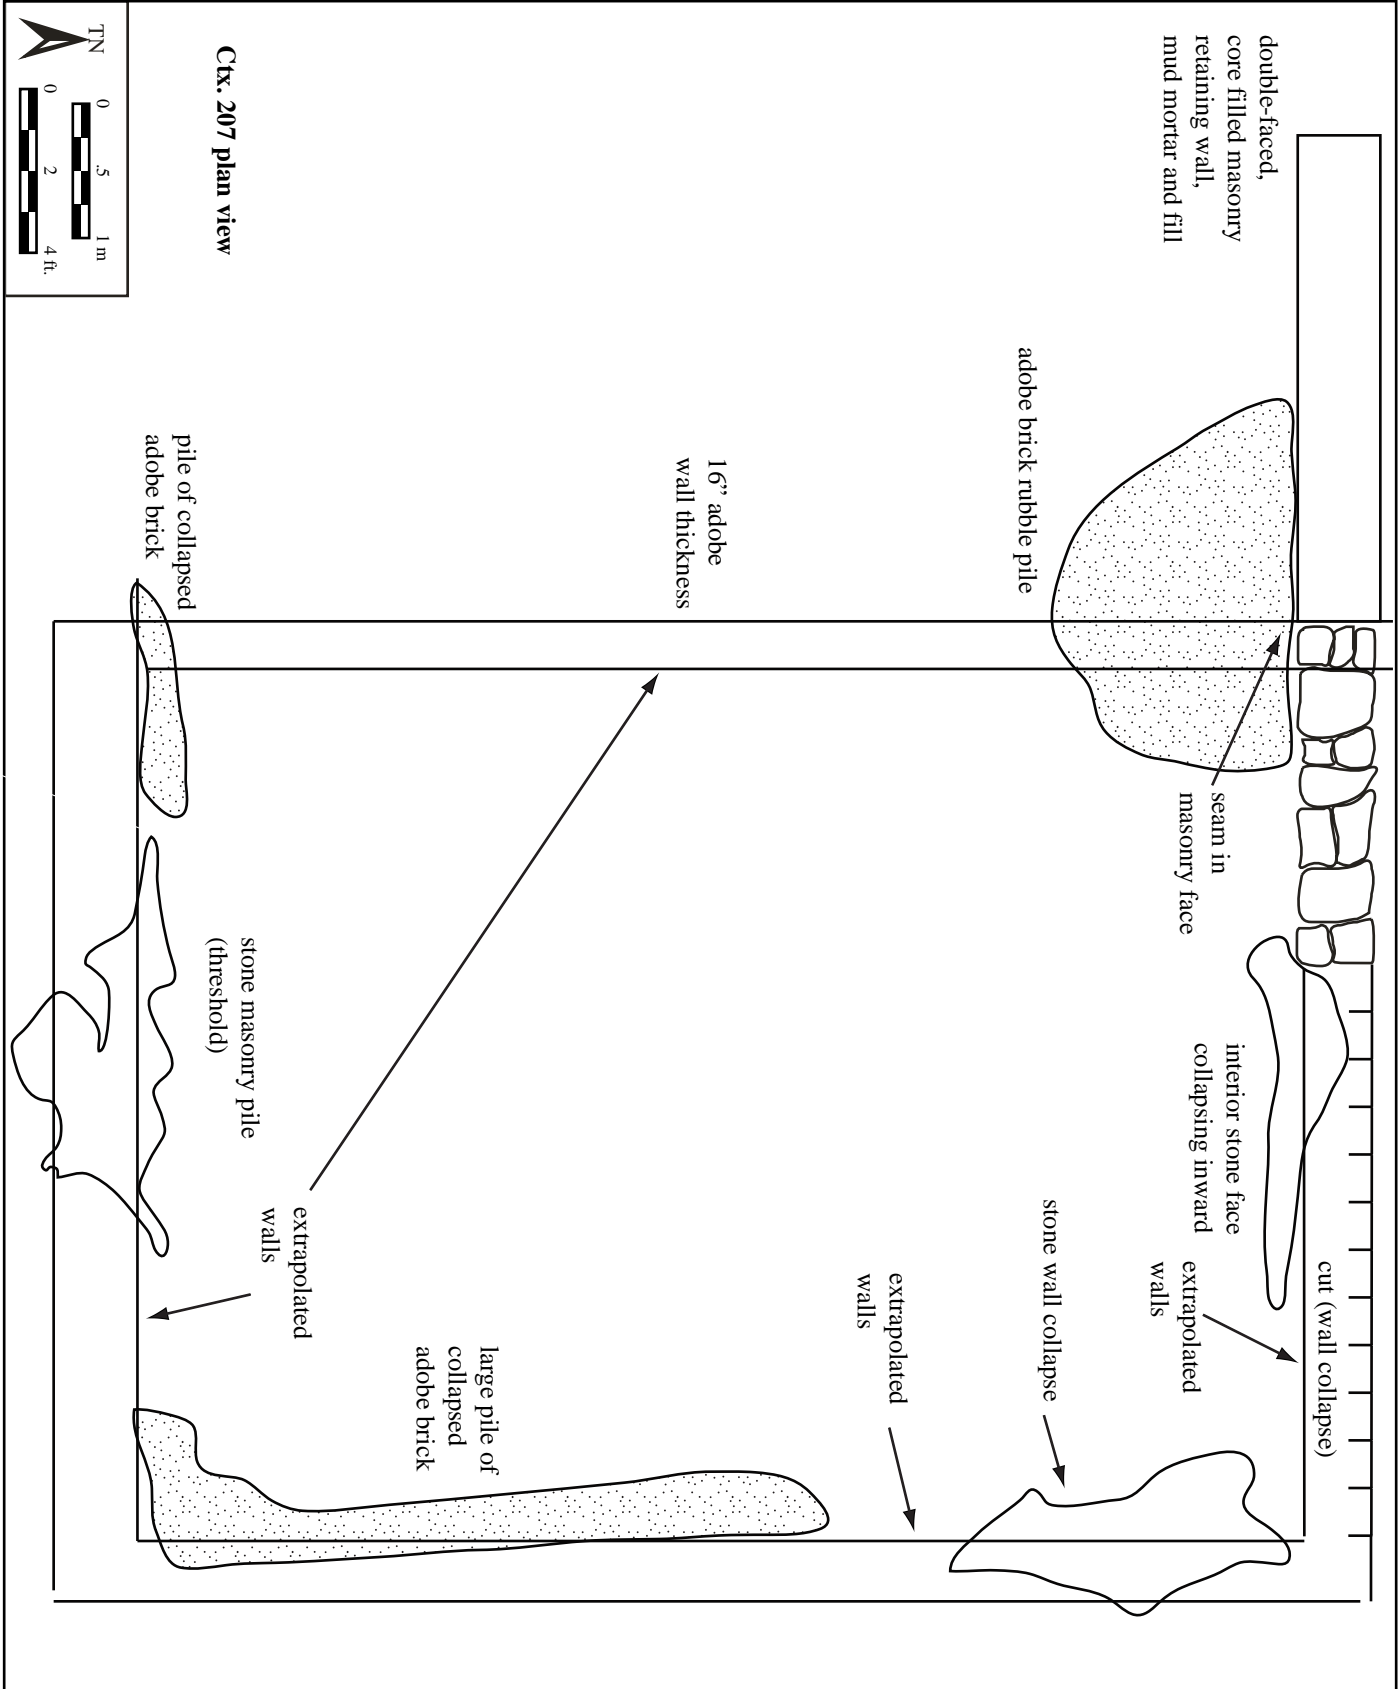 double-faced,
core filled masonry
retaining wall,
mud mortar and fill
adobe brick rubble pile
seam in
masonry face
interior stone face
collapsing inward
cut (wall collapse)
extrapolated
walls
stone wall collapse
extrapolated
walls
16” adobe
wall thickness
large pile of
collapsed
adobe brick
extrapolated
walls
stone masonry pile
(threshold)
pile of collapsed
adobe brick
Ctx. 207 plan view
TN
0 .5 1 m
0 2 4 ft.